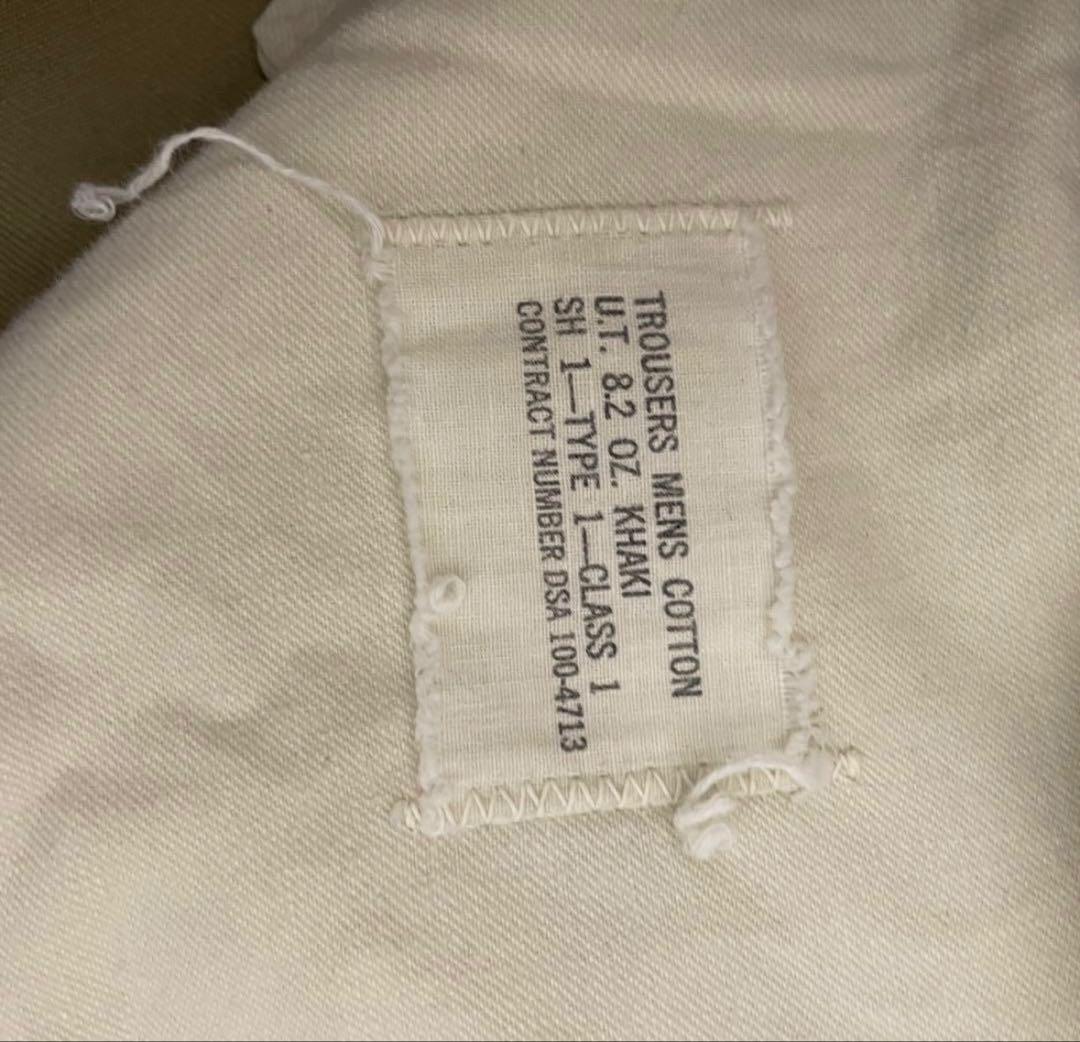 TROUSERS MENS COTTON
U.T. 8.2 OZ. KHAKI
SH 1—TYPE 1—CLASS 1
CONTRACT NUMBER DSA 100-4713